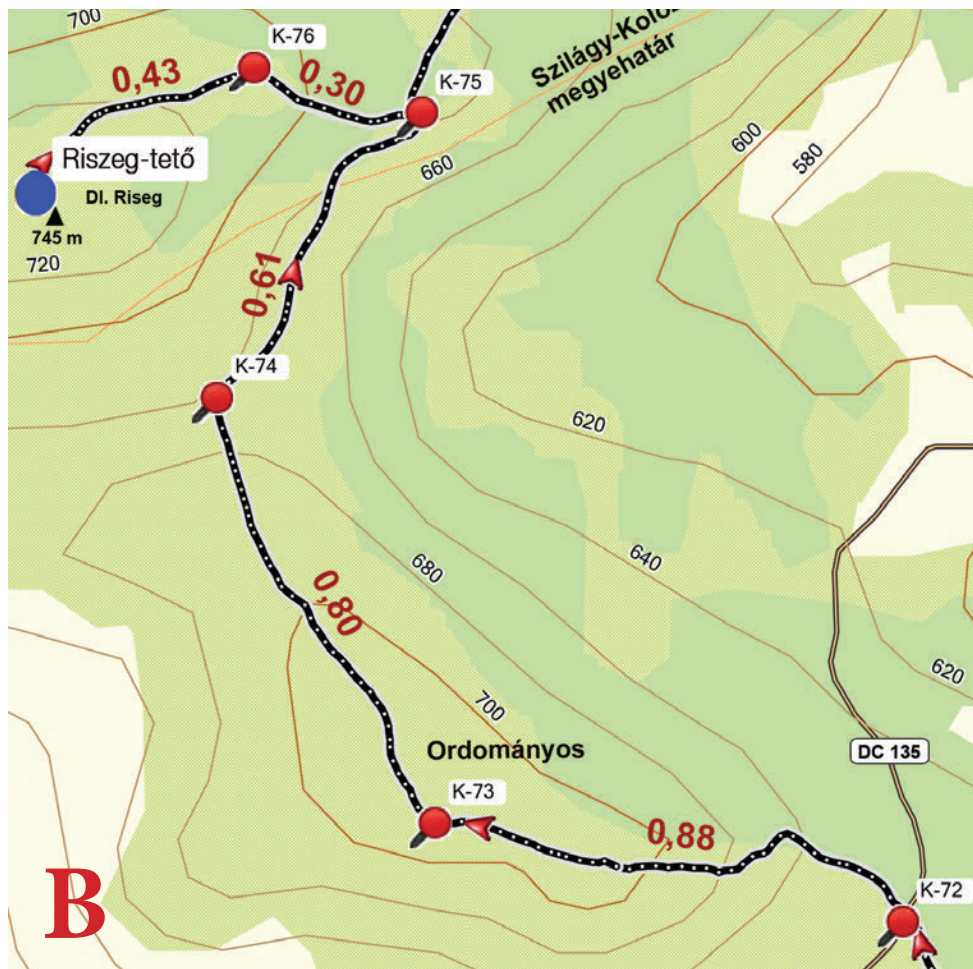 700
K-76
0,43
0,30
K-75
Szilágy-Kolo
megyehatár
600
580
660
Riszeg-tető
Dl. Riseg
745 m
720
0,61
K-74
620
640
680
0,80
620
700
Ordományos
DC 135
K-73
0,88
K-72
B